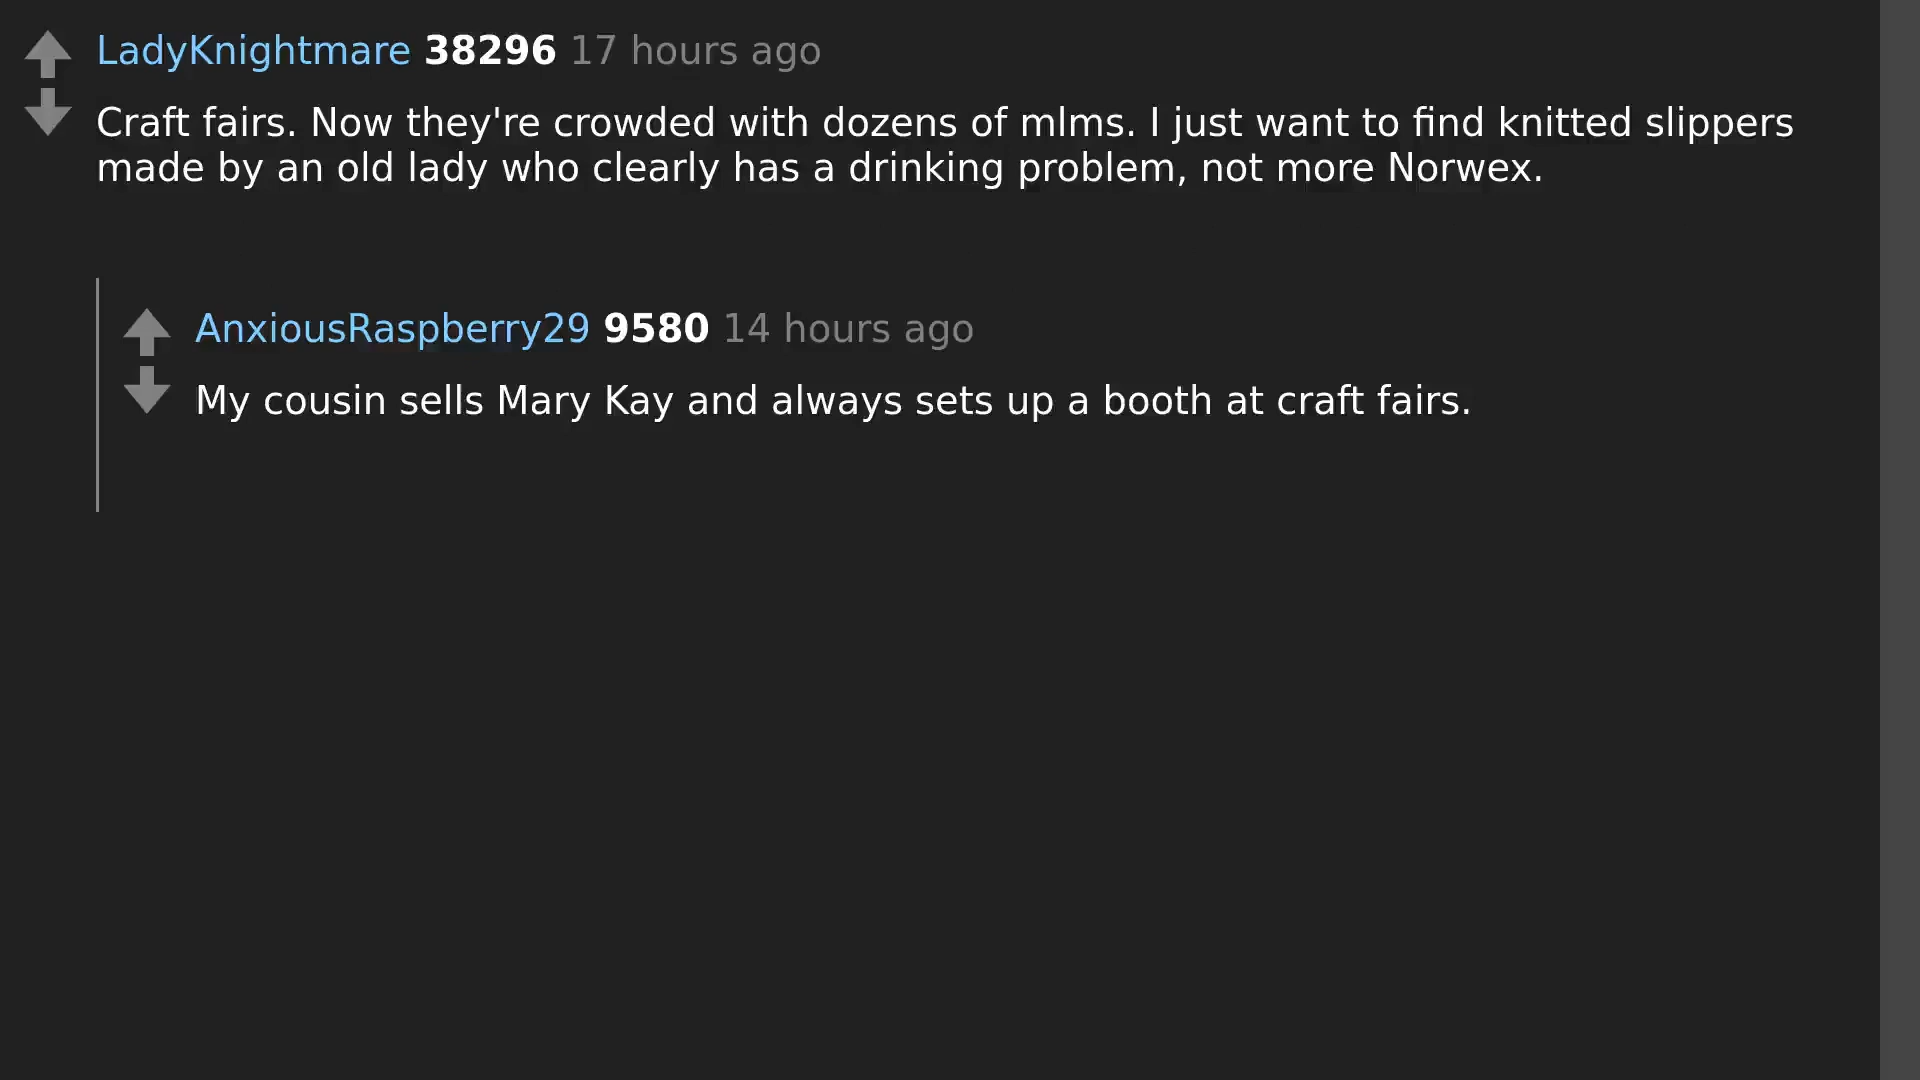 LadyKnightmare 38296 17 hours ago
Craft fairs. Now they're crowded with dozens of mlms. I just want to find knitted slippers
made by an old lady who clearly has a drinking problem, not more Norwex.
AnxiousRaspberry29 9580 14 hours ago
My cousin sells Mary Kay and always sets up a booth at craft fairs.